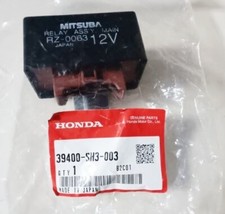 MITSUBA
RELAY ASSY MAIN
RZ-0063 12V
JAPAN
HONDA
39400-SH3-003
QTY 1
MADE IN JAPAN